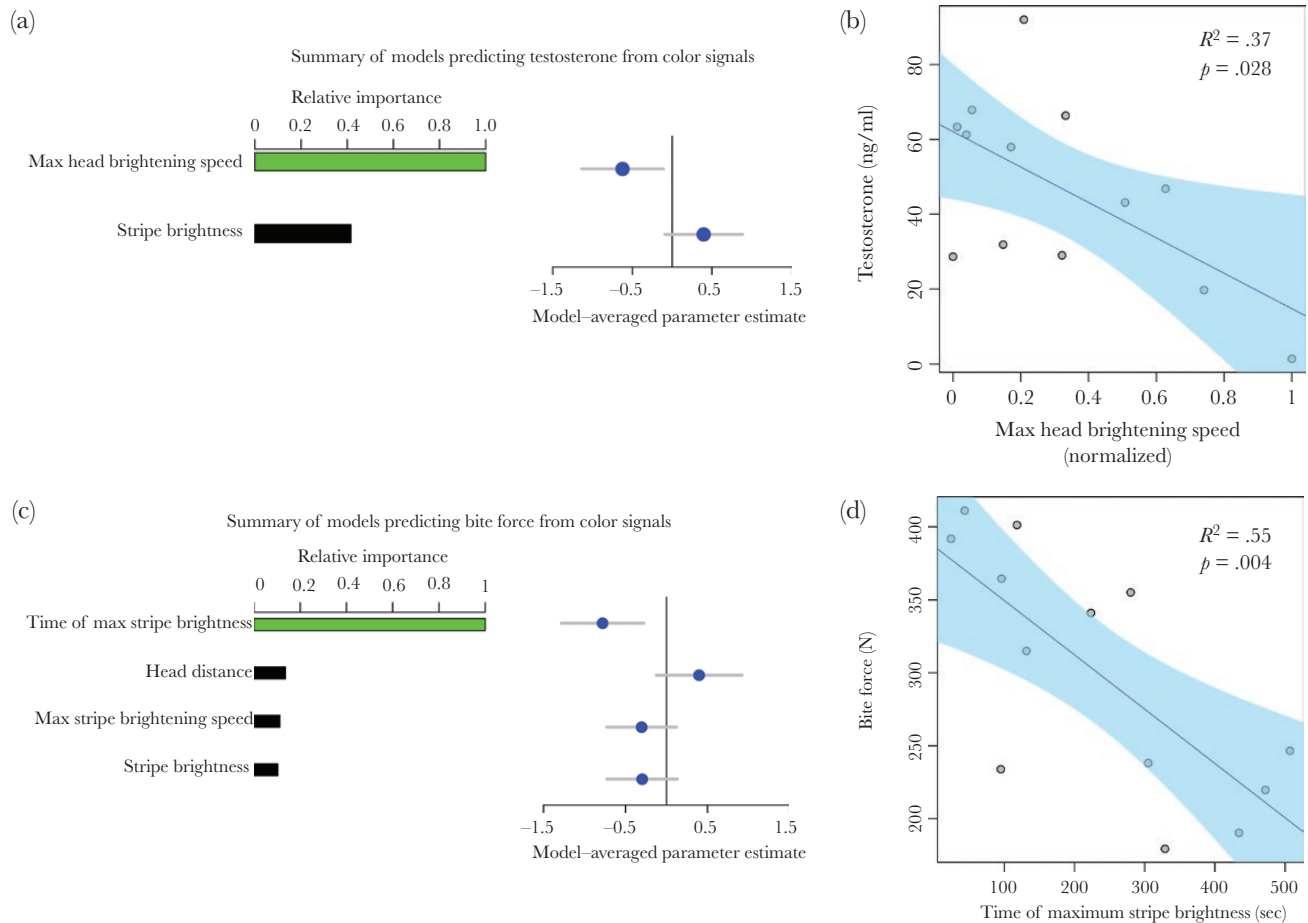 (a)
Summary of models predicting testosterone from color signals
Relative importance
0 0.2 0.4 0.6 0.8 1.0
Max head brightening speed
Stripe brightness
–1.5 –0.5 0.5 1.5
Model–averaged parameter estimate
(b)
R² = .37
p = .028
Testosterone (ng/ml)
80
60
40
20
0
0 0.2 0.4 0.6 0.8 1
Max head brightening speed
(normalized)
(c)
Summary of models predicting bite force from color signals
Relative importance
0 0.2 0.4 0.6 0.8 1
Time of max stripe brightness
Head distance
Max stripe brightening speed
Stripe brightness
–1.5 –0.5 0.5 1.5
Model–averaged parameter estimate
(d)
R² = .55
p = .004
Bite force (N)
400
350
300
250
200
100 200 300 400 500
Time of maximum stripe brightness (sec)